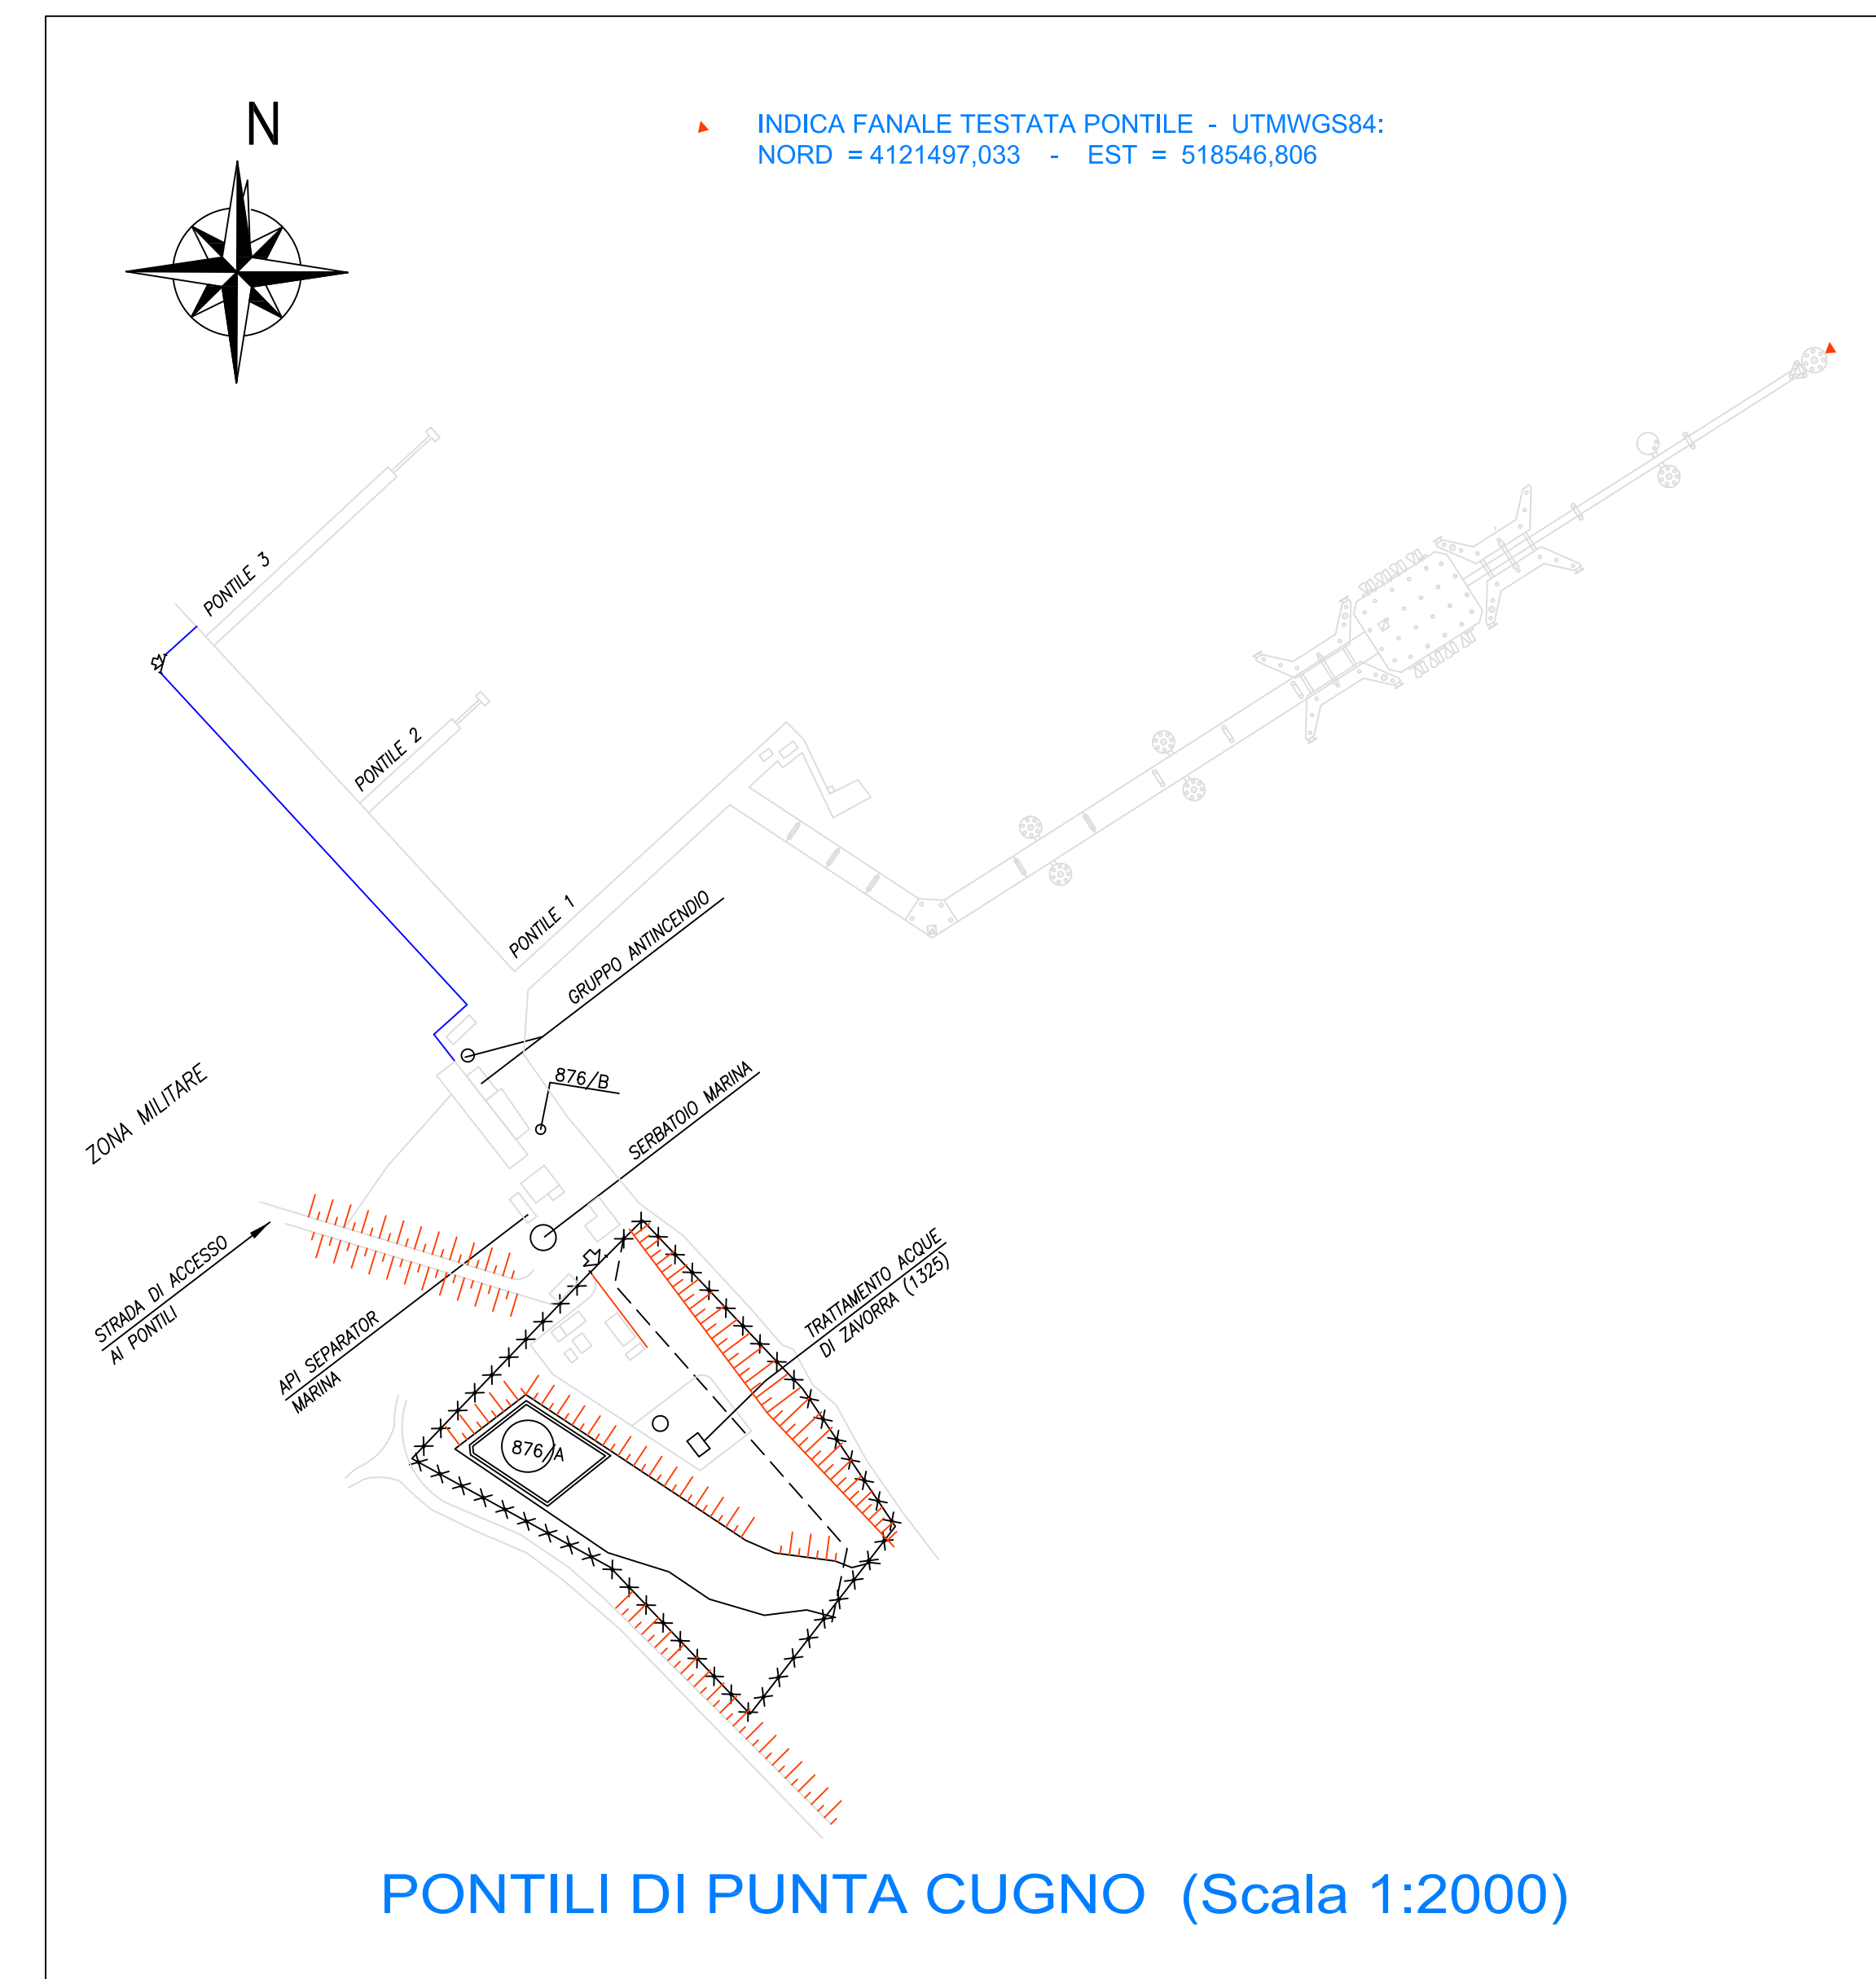 N
INDICA FANALE TESTATA PONTILE - UTMWGS84:
NORD = 4121497,033 - EST = 518546,806
PONTILE 3
PONTILE 2
PONTILE 1
GRUPPO ANTINCENDIO
876/B
SERBATOIO MARINA
ZONA MILITARE
STRADA DI ACCESSO
AI PONTILI
API SEPARATOR
MARINA
TRATTAMENTO ACQUE
DI ZAVORRA (1325)
876/A
PONTILI DI PUNTA CUGNO (Scala 1:2000)